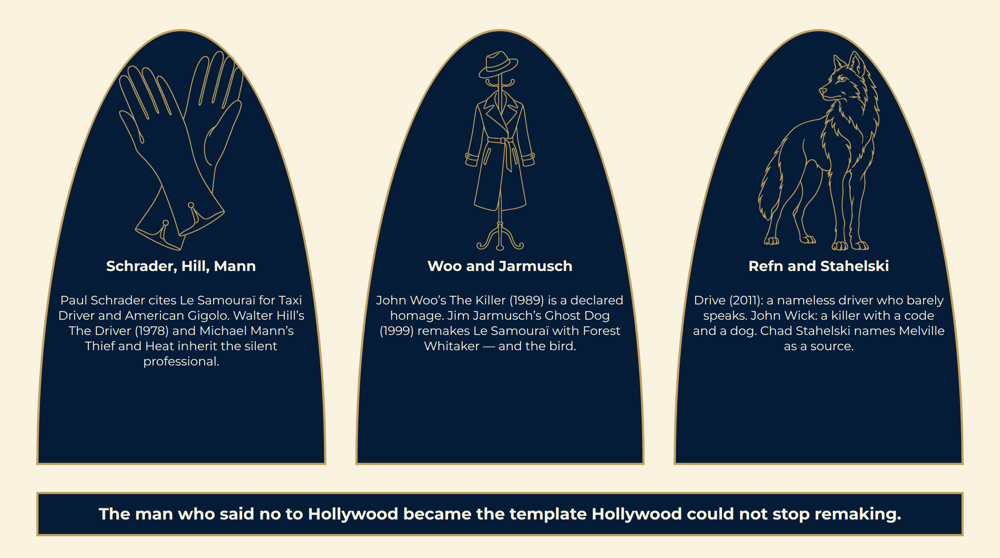 Schrader, Hill, Mann
Paul Schrader cites Le Samouraï for Taxi
Driver and American Gigolo. Walter Hill’s
The Driver (1978) and Michael Mann’s
Thief and Heat inherit the silent
professional.
Woo and Jarmusch
John Woo’s The Killer (1989) is a declared
homage. Jim Jarmusch’s Ghost Dog
(1999) remakes Le Samouraï with Forest
Whitaker — and the bird.
Refn and Stahelski
Drive (2011): a nameless driver who barely
speaks. John Wick: a killer with a code
and a dog. Chad Stahelski names Melville
as a source.
The man who said no to Hollywood became the template Hollywood could not stop remaking.